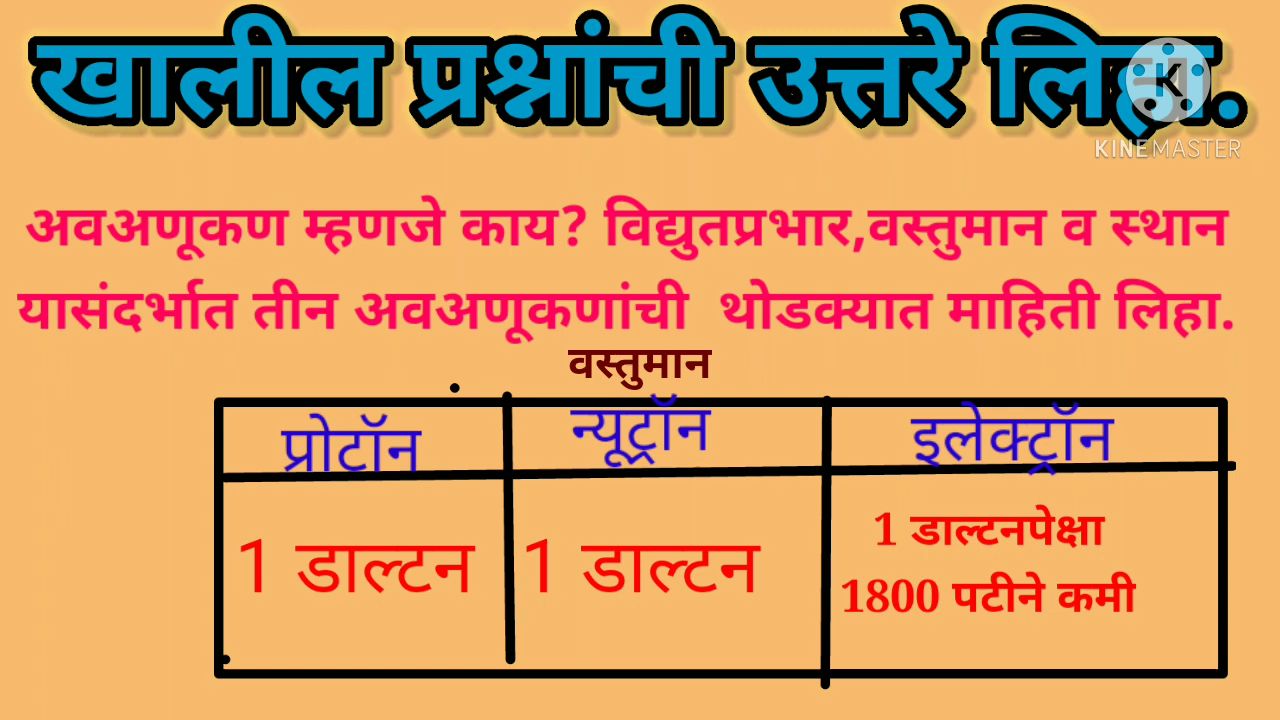 खालील प्रश्नांची उत्तरे लिहा.
KINEMASTER
अवअणूकण म्हणजे काय? विद्युतप्रभार,वस्तुमान व स्थान
यासंदर्भात तीन अवअणूकणांची थोडक्यात माहिती लिहा.
वस्तुमान
प्रोटॉन न्यूट्रॉन इलेक्ट्रॉन
1 डाल्टन 1 डाल्टन 1 डाल्टनपेक्षा
1800 पटीने कमी